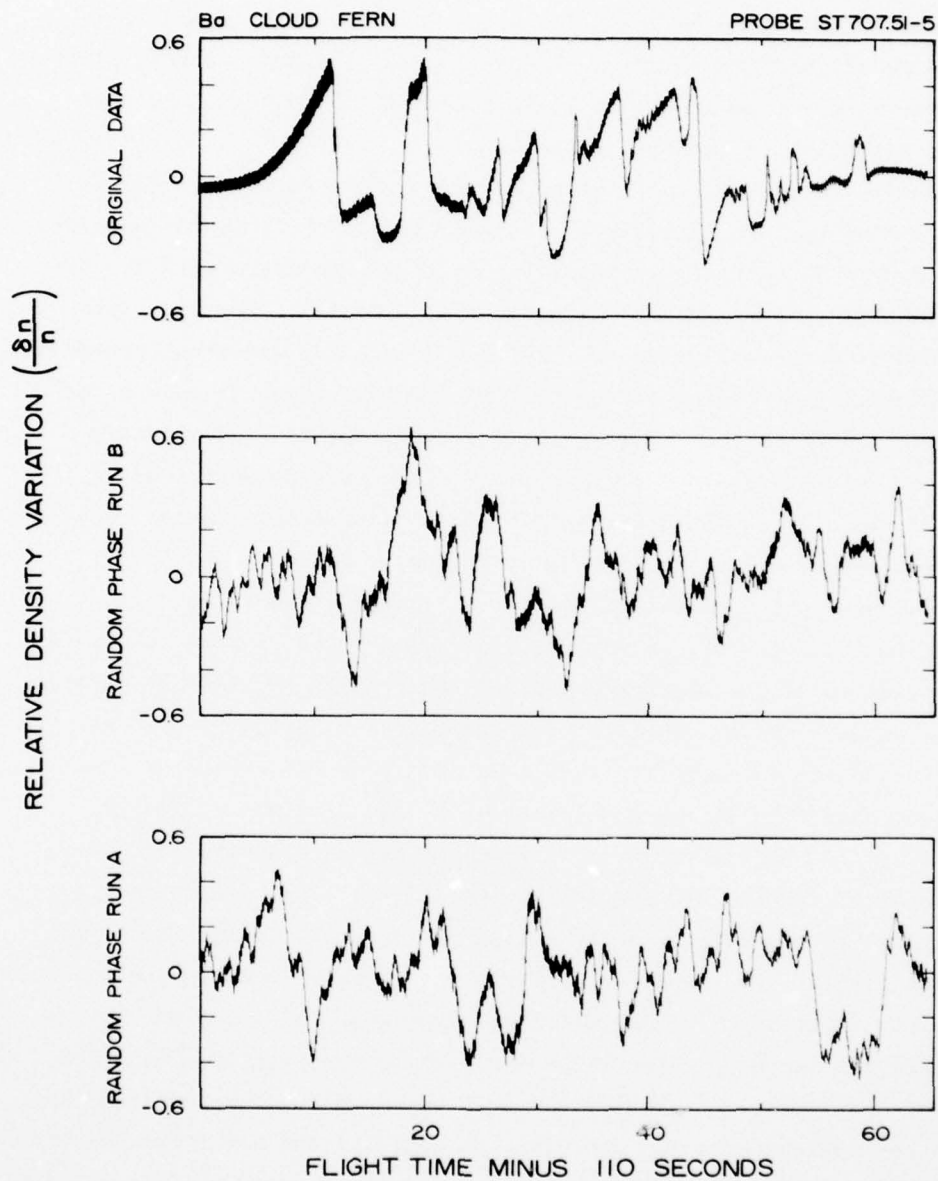 Ba CLOUD FERN
PROBE ST 707.51-5
RELATIVE DENSITY VARIATION (δn/n)
ORIGINAL DATA
0.6
0
-0.6
RANDOM PHASE RUN B
0.6
0
-0.6
RANDOM PHASE RUN A
0.6
0
-0.6
20
40
60
FLIGHT TIME MINUS 110 SECONDS